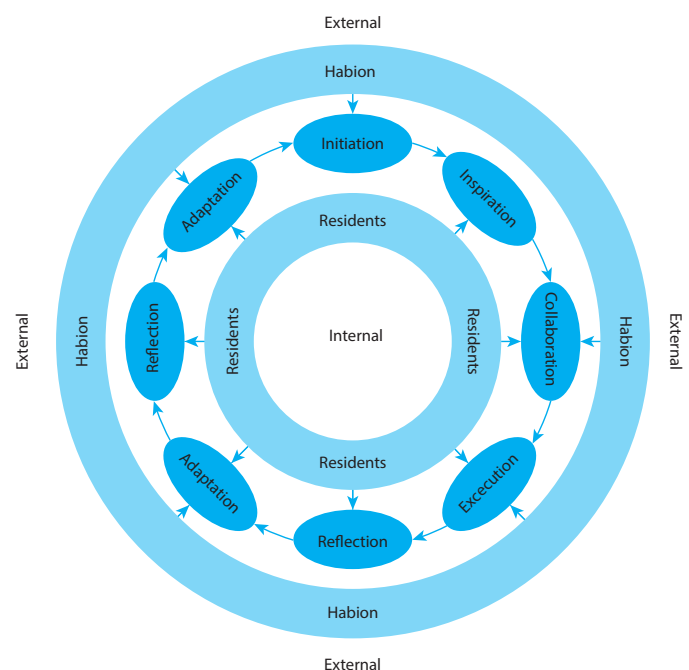 External
Habion
Initiation
Adaptation
Inspiration
Residents
External
Habion
Reflection
Residents
Internal
Residents
Collaboration
Habion
External
Residents
Adaptation
Excecution
Reflection
Habion
External